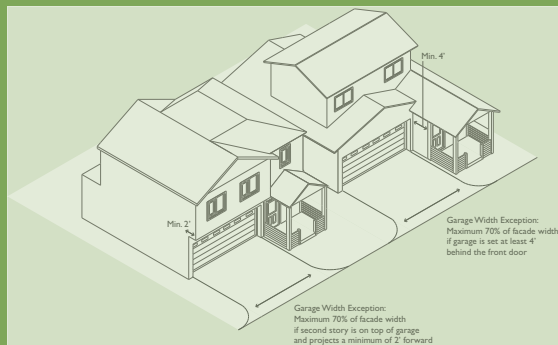 Min. 4'
Garage Width Exception:
Maximum 70% of facade width
if garage is set at least 4'
behind the front door
Min. 2'
Garage Width Exception:
Maximum 70% of facade width
if second story is on top of garage
and projects a minimum of 2' forward